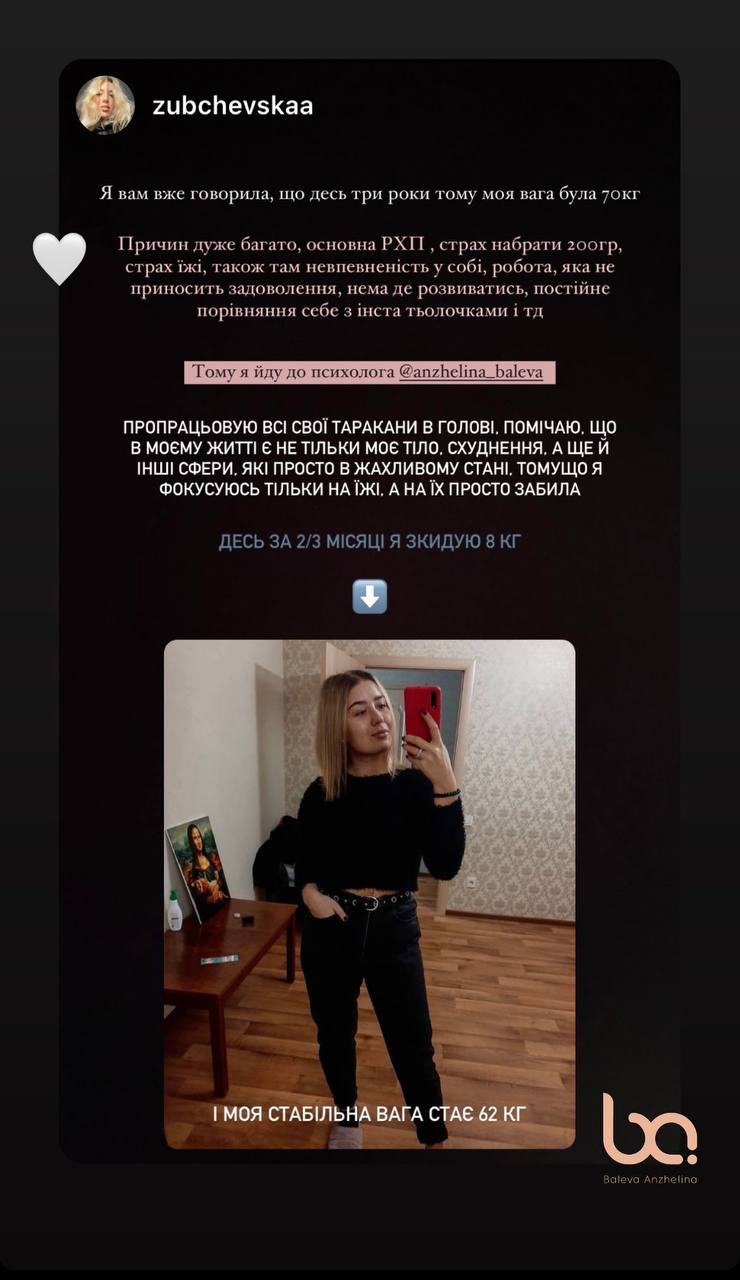 zubchevskaa
Я вам вже говорила, що десь три роки тому моя вага була 70кг
Причин дуже багато, основна РХП , страх набрати 200гр,
страх їжі, також там невпевненість у собі, робота, яка не
приносить задоволення, нема де розвиватись, постійне
порівняння себе з інста тьолочками і тд
Тому я йду до психолога @anzhelina_baleva
ПРОПРАЦЬОВУЮ ВСІ СВОЇ ТАРАКАНИ В ГОЛОВІ, ПОМІЧАЮ, ЩО
В МОЄМУ ЖИТТІ Є НЕ ТІЛЬКИ МОЄ ТІЛО, СХУДНЕННЯ, А ЩЕ Й
ІНШІ СФЕРИ, ЯКІ ПРОСТО В ЖАХЛИВОМУ СТАНІ, ТОМУЩО Я
ФОКУСУЮСЬ ТІЛЬКИ НА ЇЖІ, А НА ЇХ ПРОСТО ЗАБИЛА
ДЕСЬ ЗА 2/3 МІСЯЦІ Я ЗКИДУЮ 8 КГ
І МОЯ СТАБІЛЬНА ВАГА СТАЄ 62 КГ
ba
Baleva Anzhelina